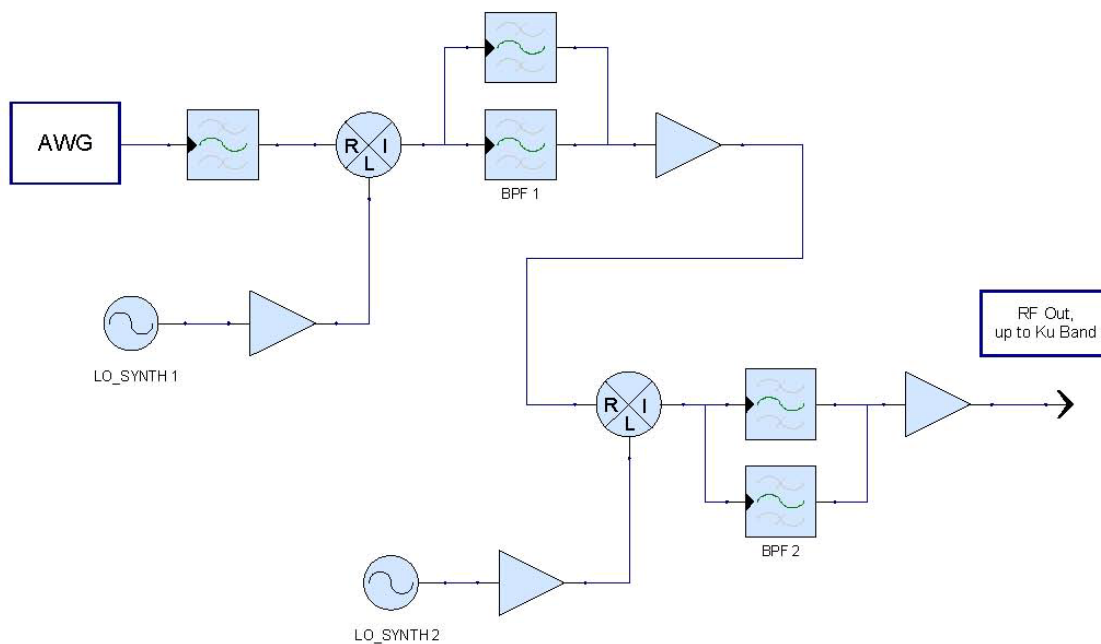 AWG
R I
L
BPF 1
LO_SYNTH 1
RF Out,
up to Ku Band
R I
L
BPF 2
LO_SYNTH 2